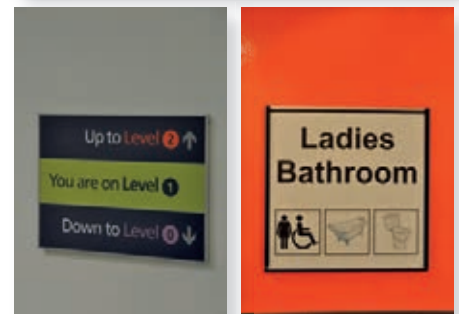 Up to Level 2 ↑
You are on Level 1
Down to Level 0 ↓
Ladies
Bathroom